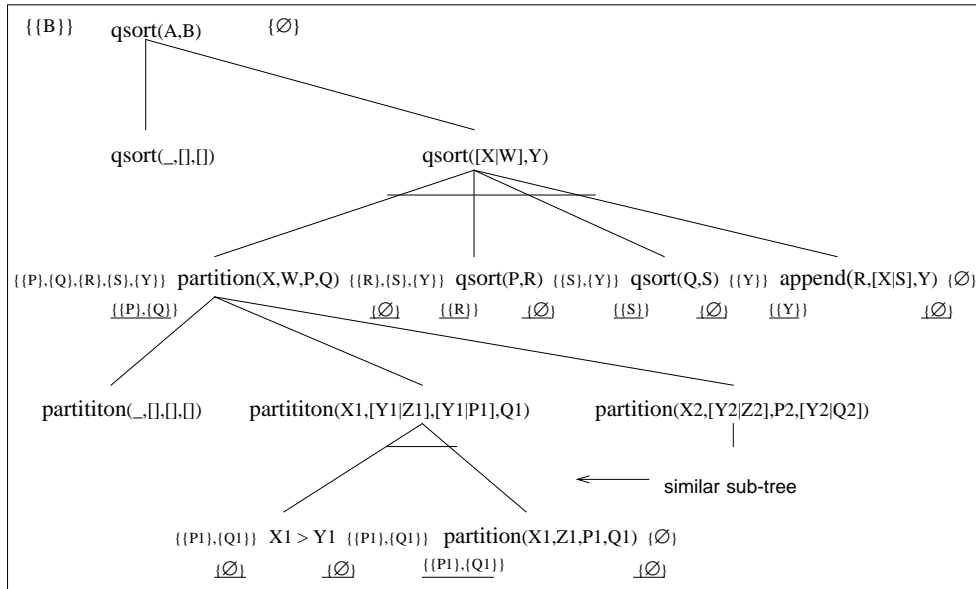 {{B}} qsort(A,B) {∅}
qsort(_,[],[]) qsort([X|W],Y)
{{P},{Q},{R},{S},{Y}} partition(X,W,P,Q) {{R},{S},{Y}} qsort(P,R) {{S},{Y}} qsort(Q,S) {{Y}} append(R,[X|S],Y) {∅}
{{P},{Q}} {∅} {{R}} {∅} {{S}} {∅} {{Y}} {∅}
partititon(_,[],[],[]) partititon(X1,[Y1|Z1],[Y1|P1],Q1) partition(X2,[Y2|Z2],P2,[Y2|Q2])
similar sub-tree
{{P1},{Q1}} X1 > Y1 {{P1},{Q1}} partition(X1,Z1,P1,Q1) {∅}
{∅} {∅} {{P1},{Q1}} {∅}